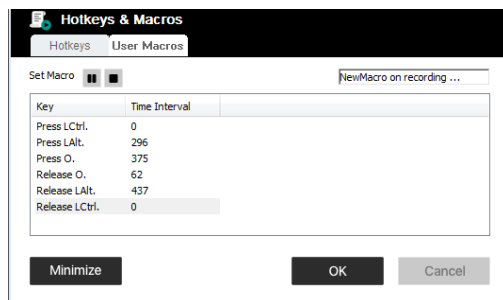 Hotkeys & Macros
Hotkeys User Macros
Set Macro NewMacro on recording ...
Key Time Interval
Press LCtrl. 0
Press LAlt. 296
Press O. 375
Release O. 62
Release LAlt. 437
Release LCtrl. 0
Minimize OK Cancel